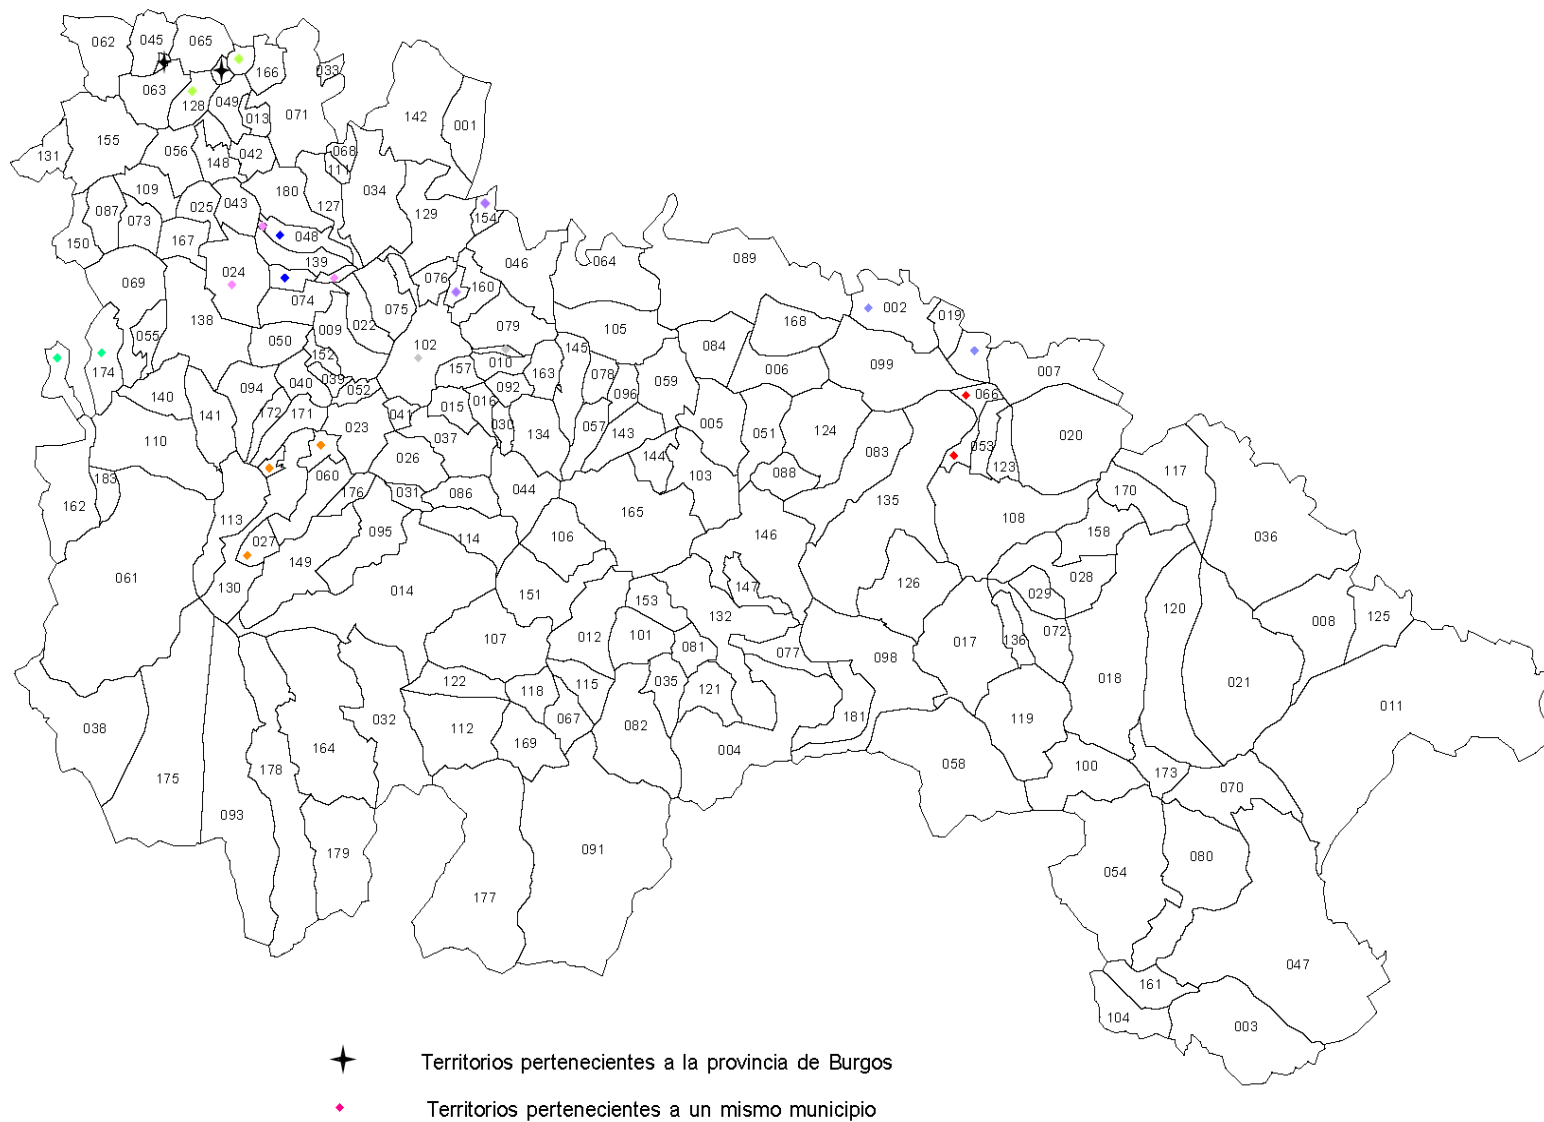 062 045 065
166 033
063 128 049 013 071 142 001
155 056 148 042 068 111
131
109 025 043 180 127 034 129 154
087 073 150 167 048
139 046 064 089
069 024 076 160
138 074 075 002
055 050 009 022 079 105 168 019
174 152 102 010 145 084 006 099 007
140 094 040 039 052 157 092 163 078 096 059
141 172 171 041 015 016 066
110 023 037 030 134 057 143 005 051 124 083 053 020
183 060 026 144 103 088 123 117
162 113 176 031 086 044 165 135 170
027 095 114 106 146 108 158 036
061 130 149 014 151 153 147 126 028 029 120
107 012 101 132 017 136 072 008 125
122 118 115 035 081 077 098 018 021
038 032 112 067 082 121 181 119 011
175 178 164 169 004 058 100 173 070
093 179 177 091 054 080
047
161
104 003
Territorios pertenecientes a la provincia de Burgos
Territorios pertenecientes a un mismo municipio